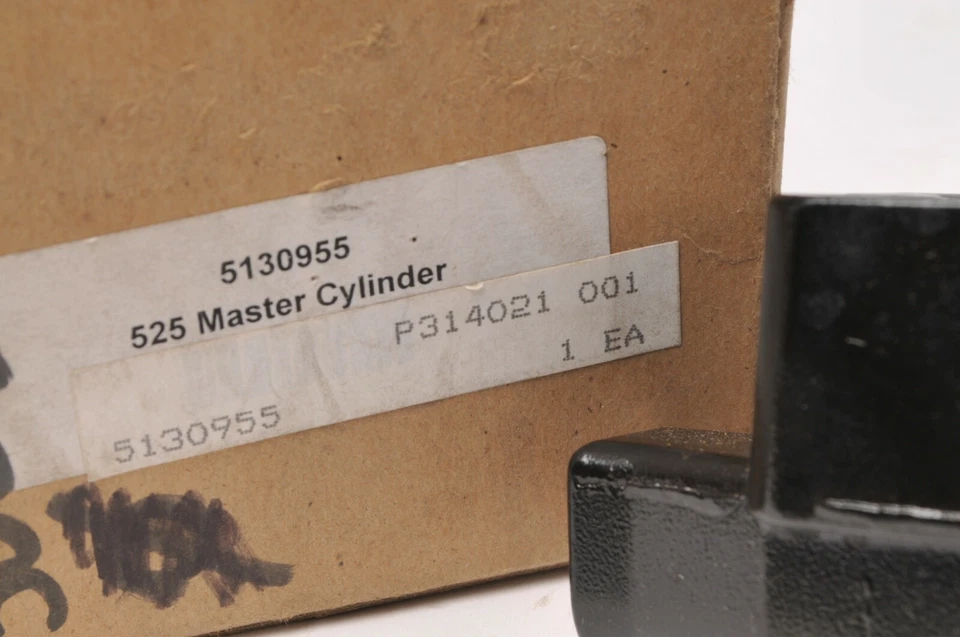 5130955
525 Master Cylinder
P314021 001
1 EA
5130955